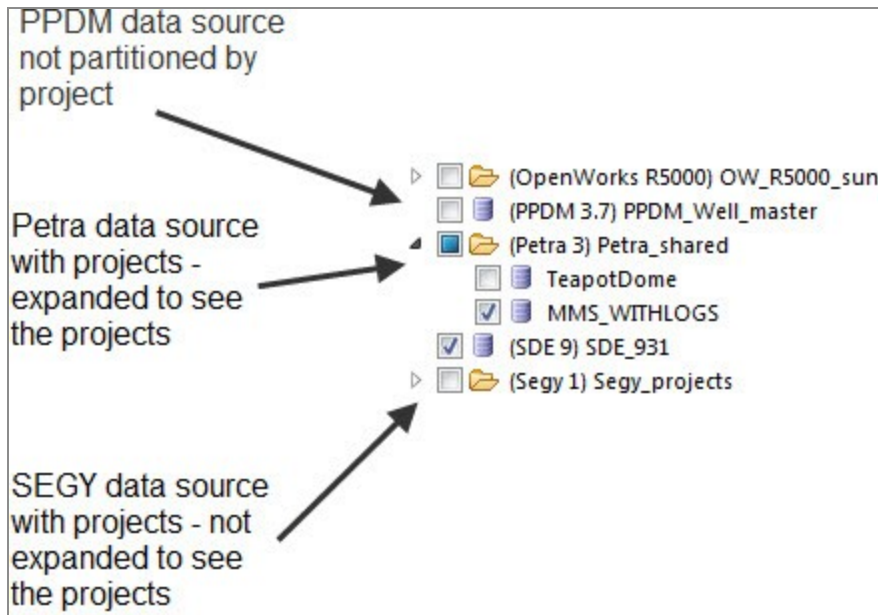 PPDM data source
not partitioned by
project
(OpenWorks R5000) OW_R5000_sun
(PPDM 3.7) PPDM_Well_master
Petra data source
with projects -
expanded to see
the projects
(Petra 3) Petra_shared
TeapotDome
MMS_WITHLOGS
(SDE 9) SDE_931
(Segy 1) Segy_projects
SEGY data source
with projects - not
expanded to see
the projects